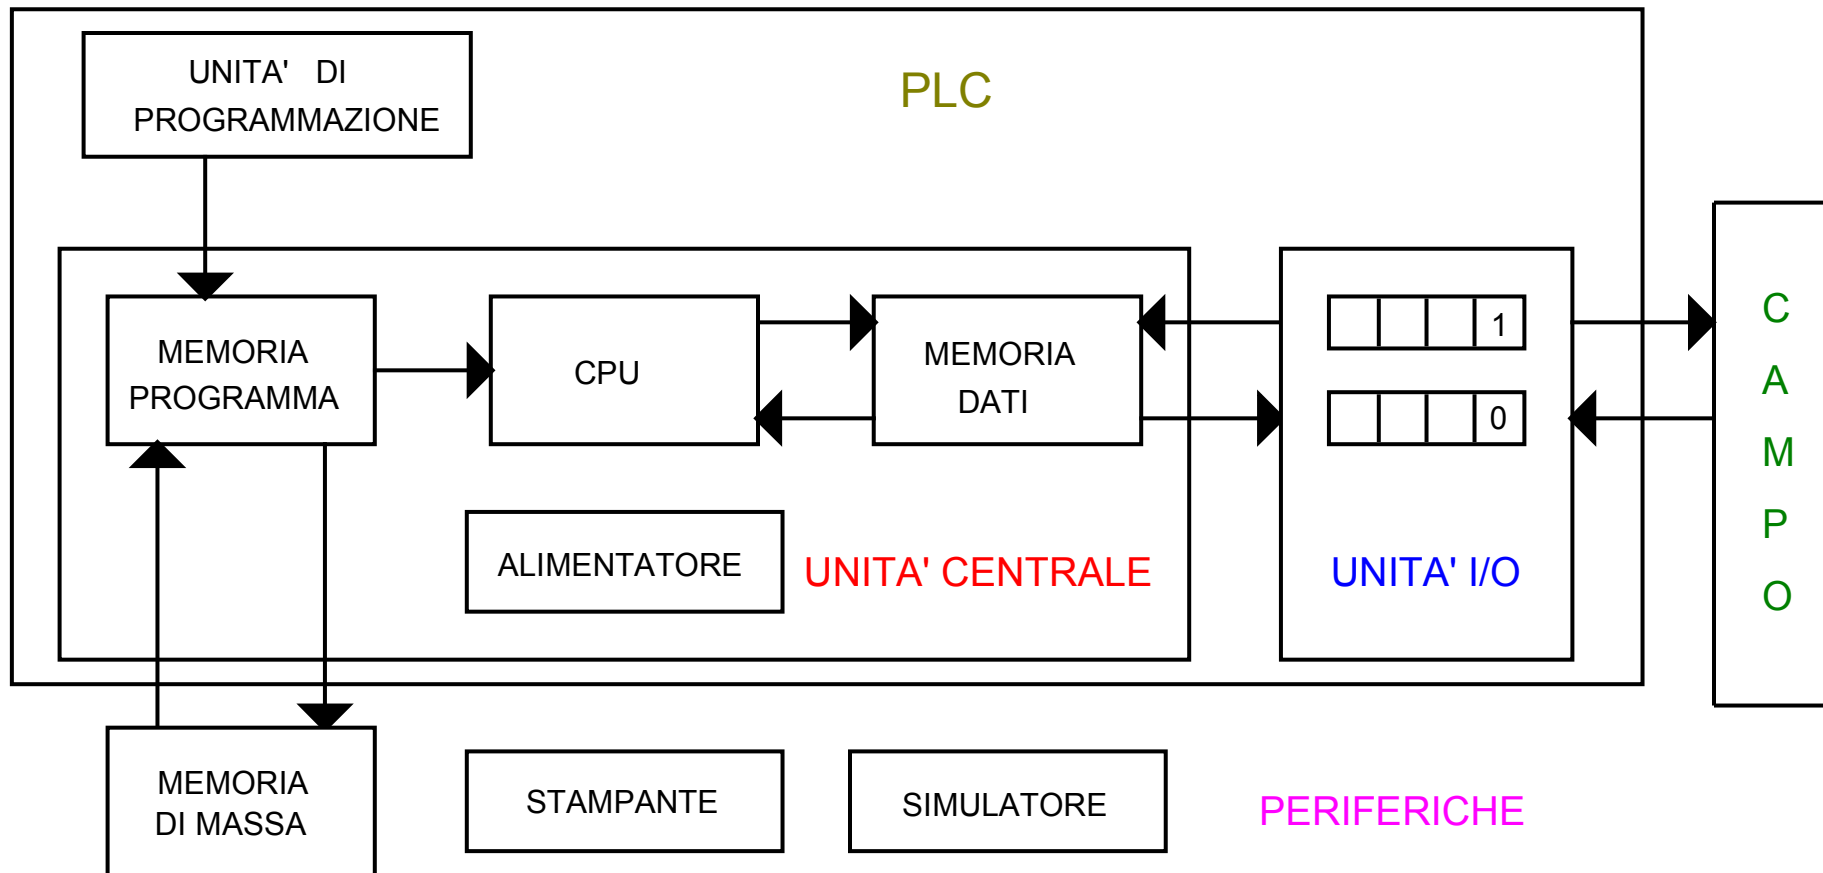 UNITA' DI
PROGRAMMAZIONE
PLC
MEMORIA
PROGRAMMA
CPU
MEMORIA
DATI
1
0
ALIMENTATORE
UNITA' CENTRALE
UNITA' I/O
C
A
M
P
O
MEMORIA
DI MASSA
STAMPANTE
SIMULATORE
PERIFERICHE